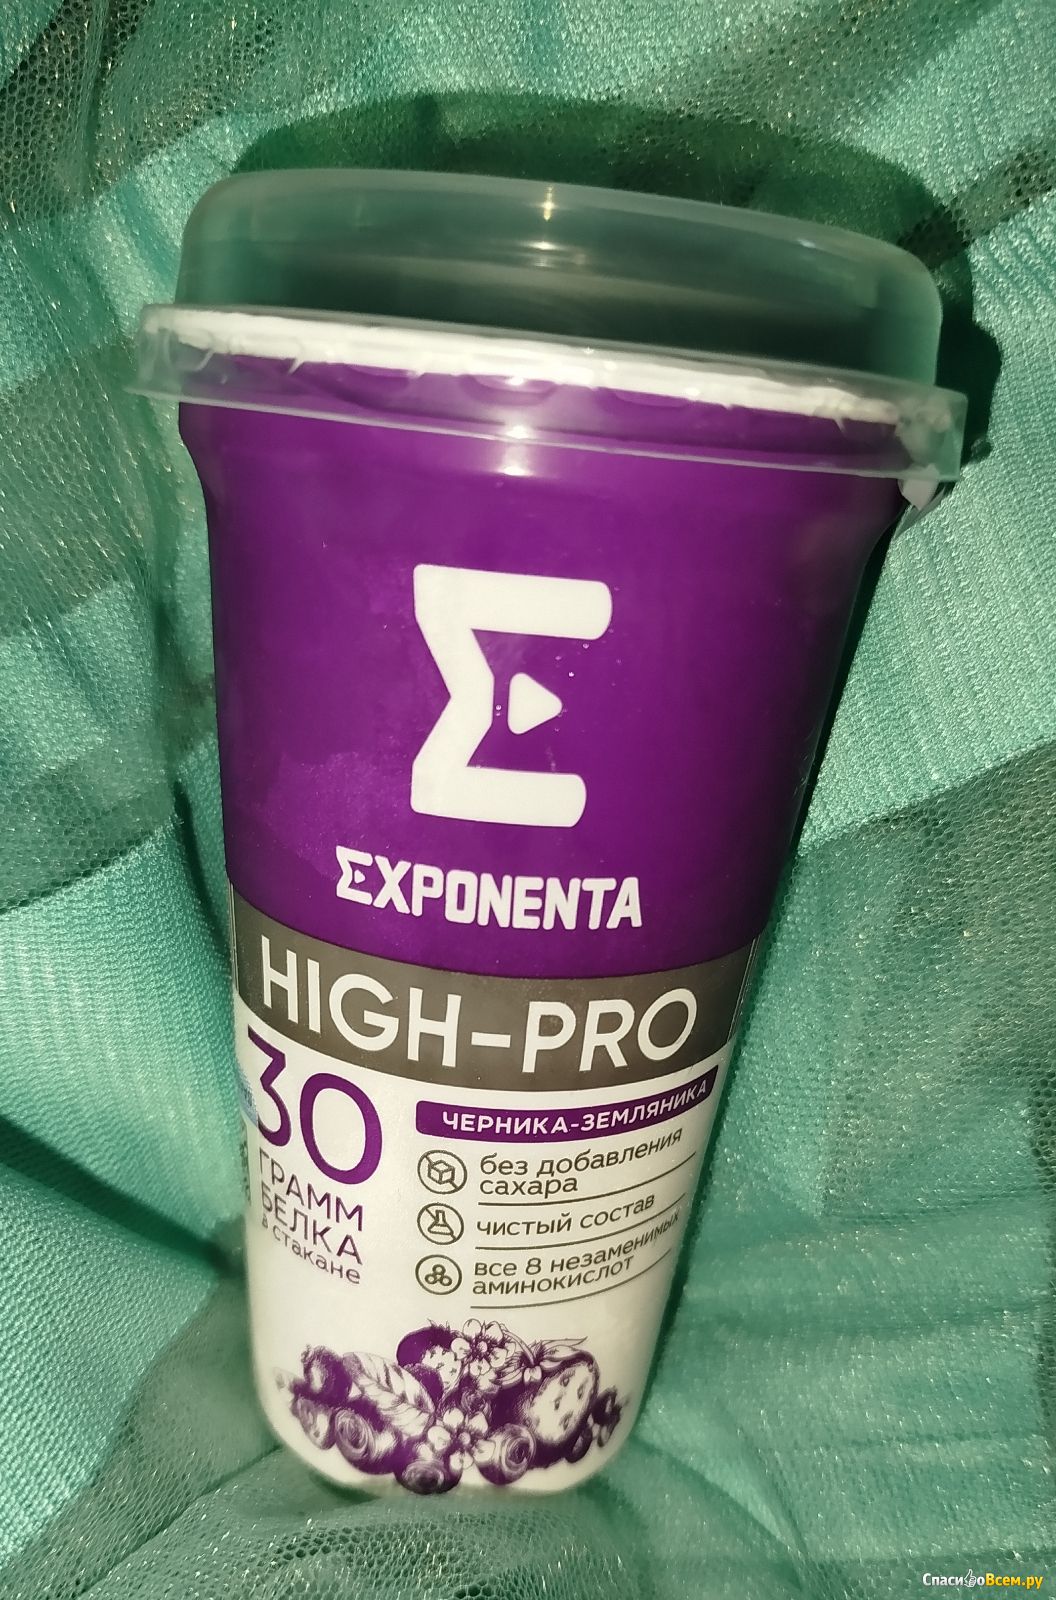 EXPONENTA
HIGH-PRO
30
ГРАММ
БЕЛКА
в стакане
ЧЕРНИКА-ЗЕМЛЯНИКА
без добавления
сахара
чистый состав
все 8 незаменимых
аминокислот
СпасибоВсем.ру